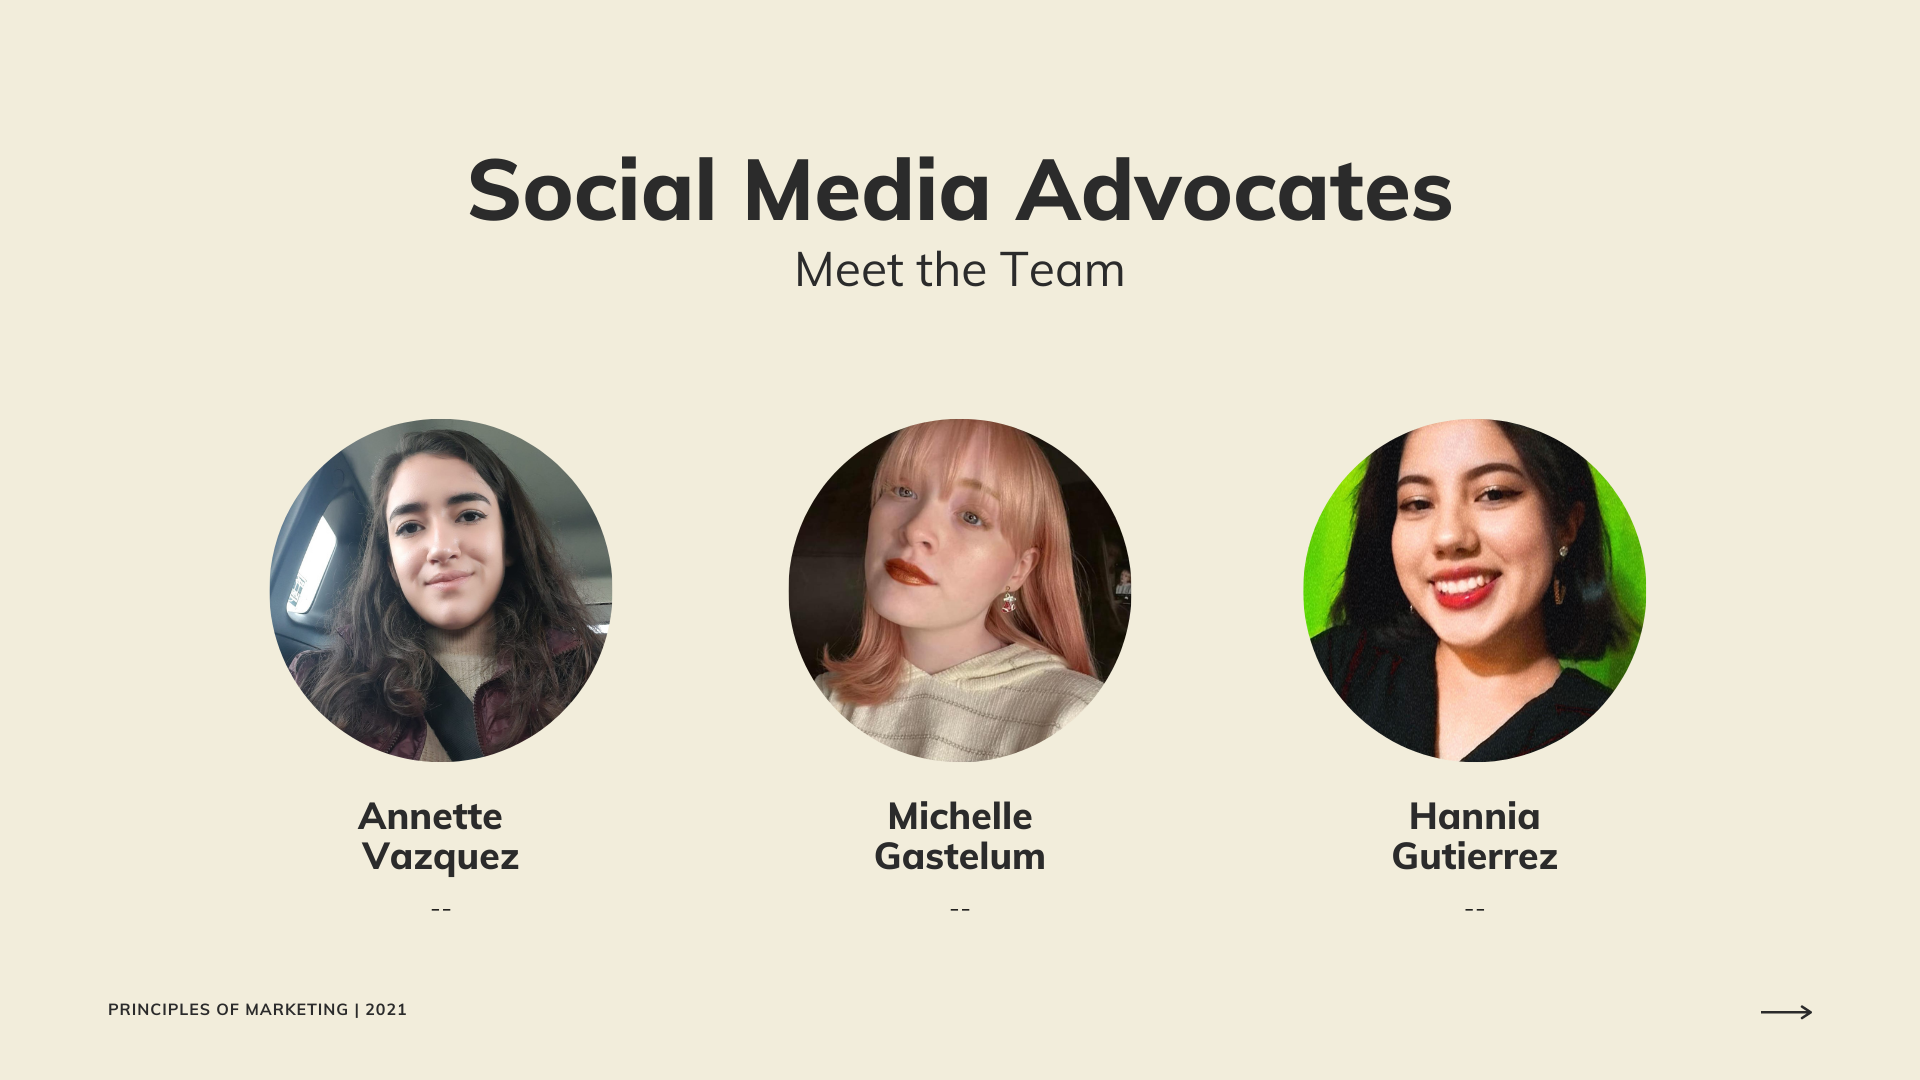 Social Media Advocates
Meet the Team
Annette
Vazquez
--
Michelle
Gastelum
--
Hannia
Gutierrez
--
PRINCIPLES OF MARKETING | 2021